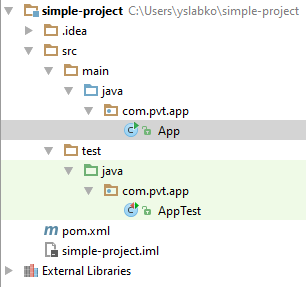 simple-project C:\Users\yslabko\simple-project
.idea
src
main
java
com.pvt.app
App
test
java
com.pvt.app
AppTest
pom.xml
simple-project.iml
External Libraries